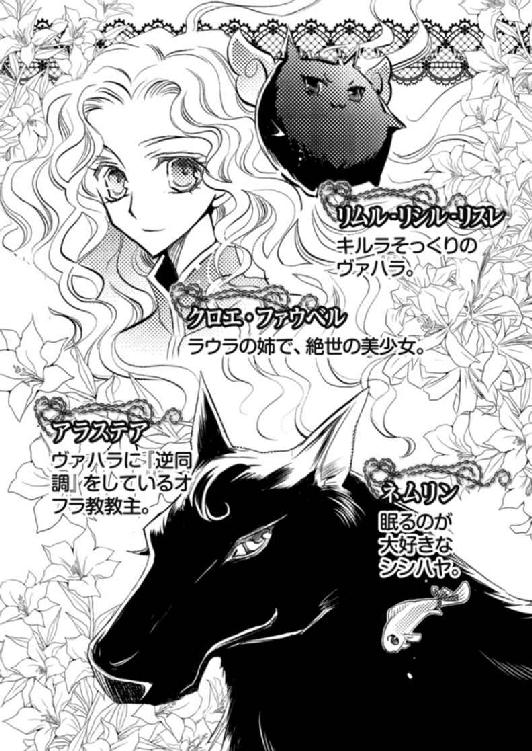 リムル-リシル-リスレ
キルラそっくりの
ヴァハラ。
クロエ・ファウベル
ラウラの姉で、絶世の美少女。
アラステア
ヴァハラに『逆同
調』をしているオ
フラ教教主。
ネムリン
眠るのが
大好きな
シシハヤ。